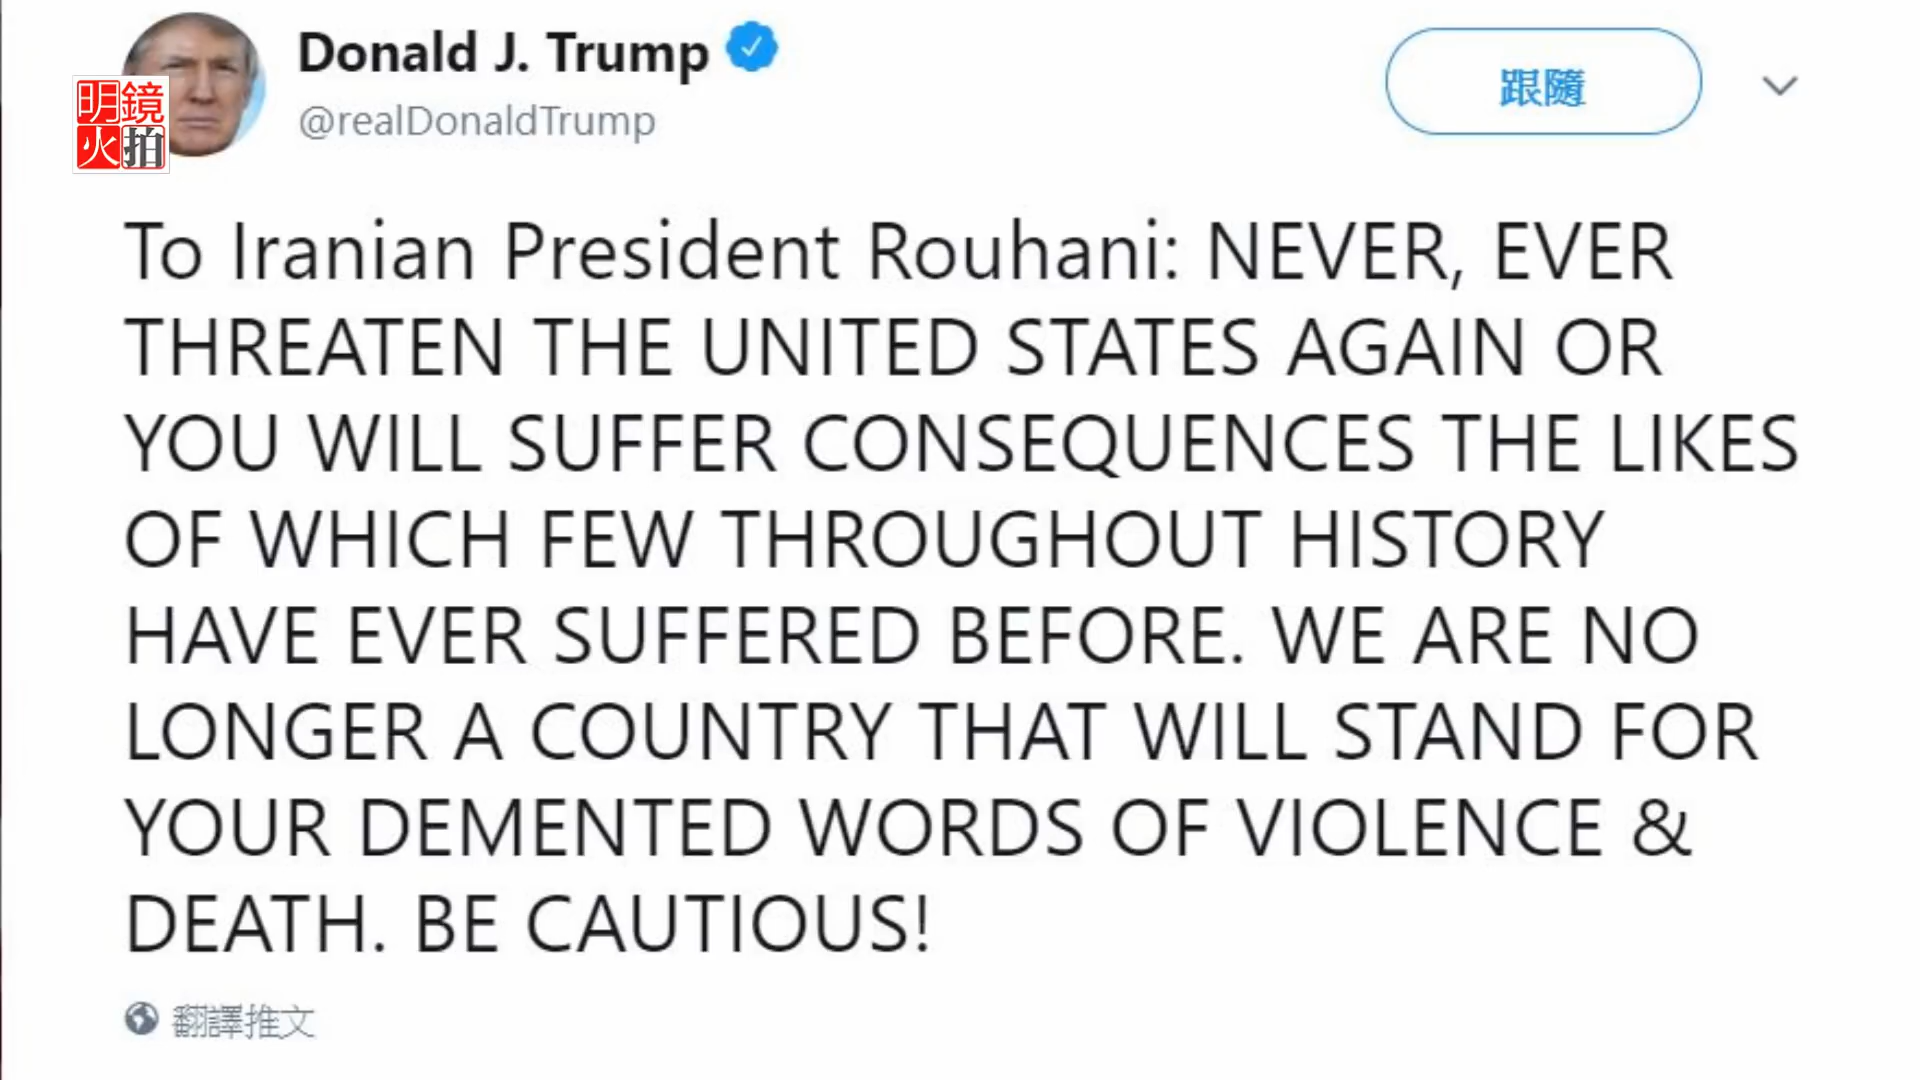 Donald J. Trump
@realDonaldTrump
跟隨
明鏡
火拍
To Iranian President Rouhani: NEVER, EVER
THREATEN THE UNITED STATES AGAIN OR
YOU WILL SUFFER CONSEQUENCES THE LIKES
OF WHICH FEW THROUGHOUT HISTORY
HAVE EVER SUFFERED BEFORE. WE ARE NO
LONGER A COUNTRY THAT WILL STAND FOR
YOUR DEMENTED WORDS OF VIOLENCE &
DEATH. BE CAUTIOUS!
翻譯推文